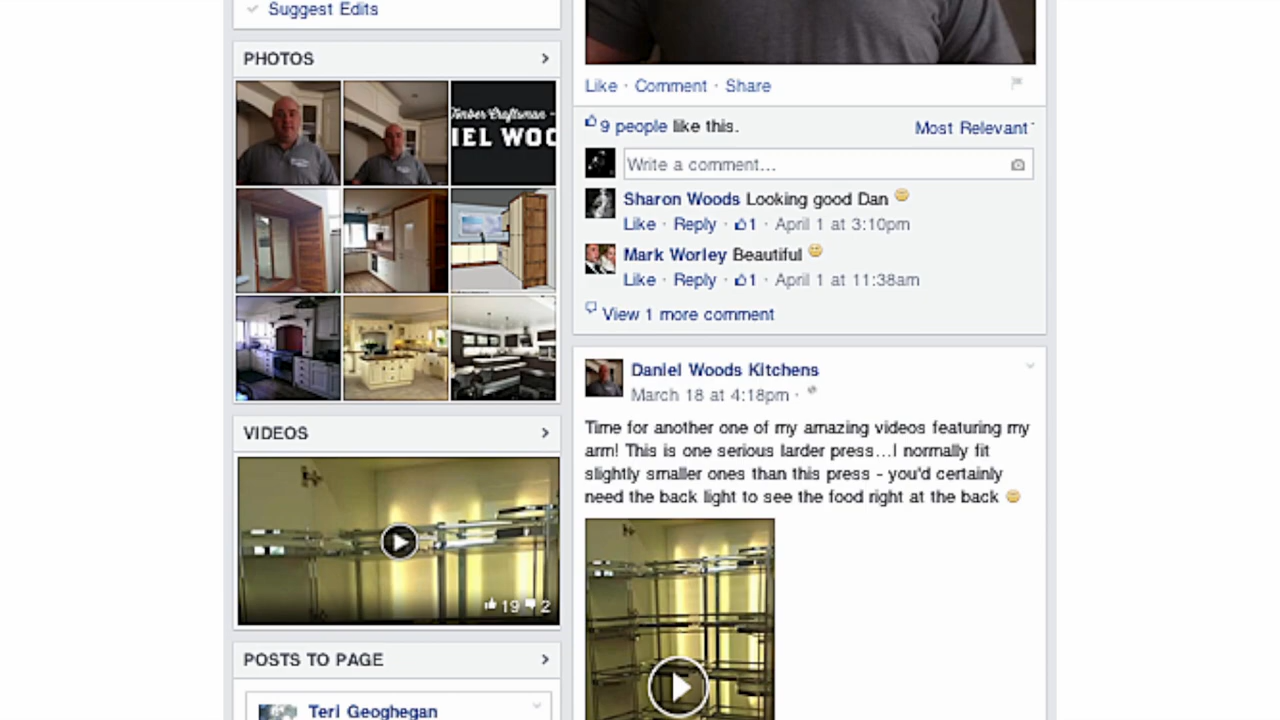 Suggest Edits
PHOTOS
Timber Craftsman -
IEL WOO
VIDEOS
19 2
POSTS TO PAGE
Teri Geoghegan
Like · Comment · Share
9 people like this.
Most Relevant
Write a comment...
Sharon Woods Looking good Dan
Like · Reply · 1 · April 1 at 3:10pm
Mark Worley Beautiful
Like · Reply · 1 · April 1 at 11:38am
View 1 more comment
Daniel Woods Kitchens
March 18 at 4:18pm ·
Time for another one of my amazing videos featuring my
arm! This is one serious larder press...I normally fit
slightly smaller ones than this press - you'd certainly
need the back light to see the food right at the back